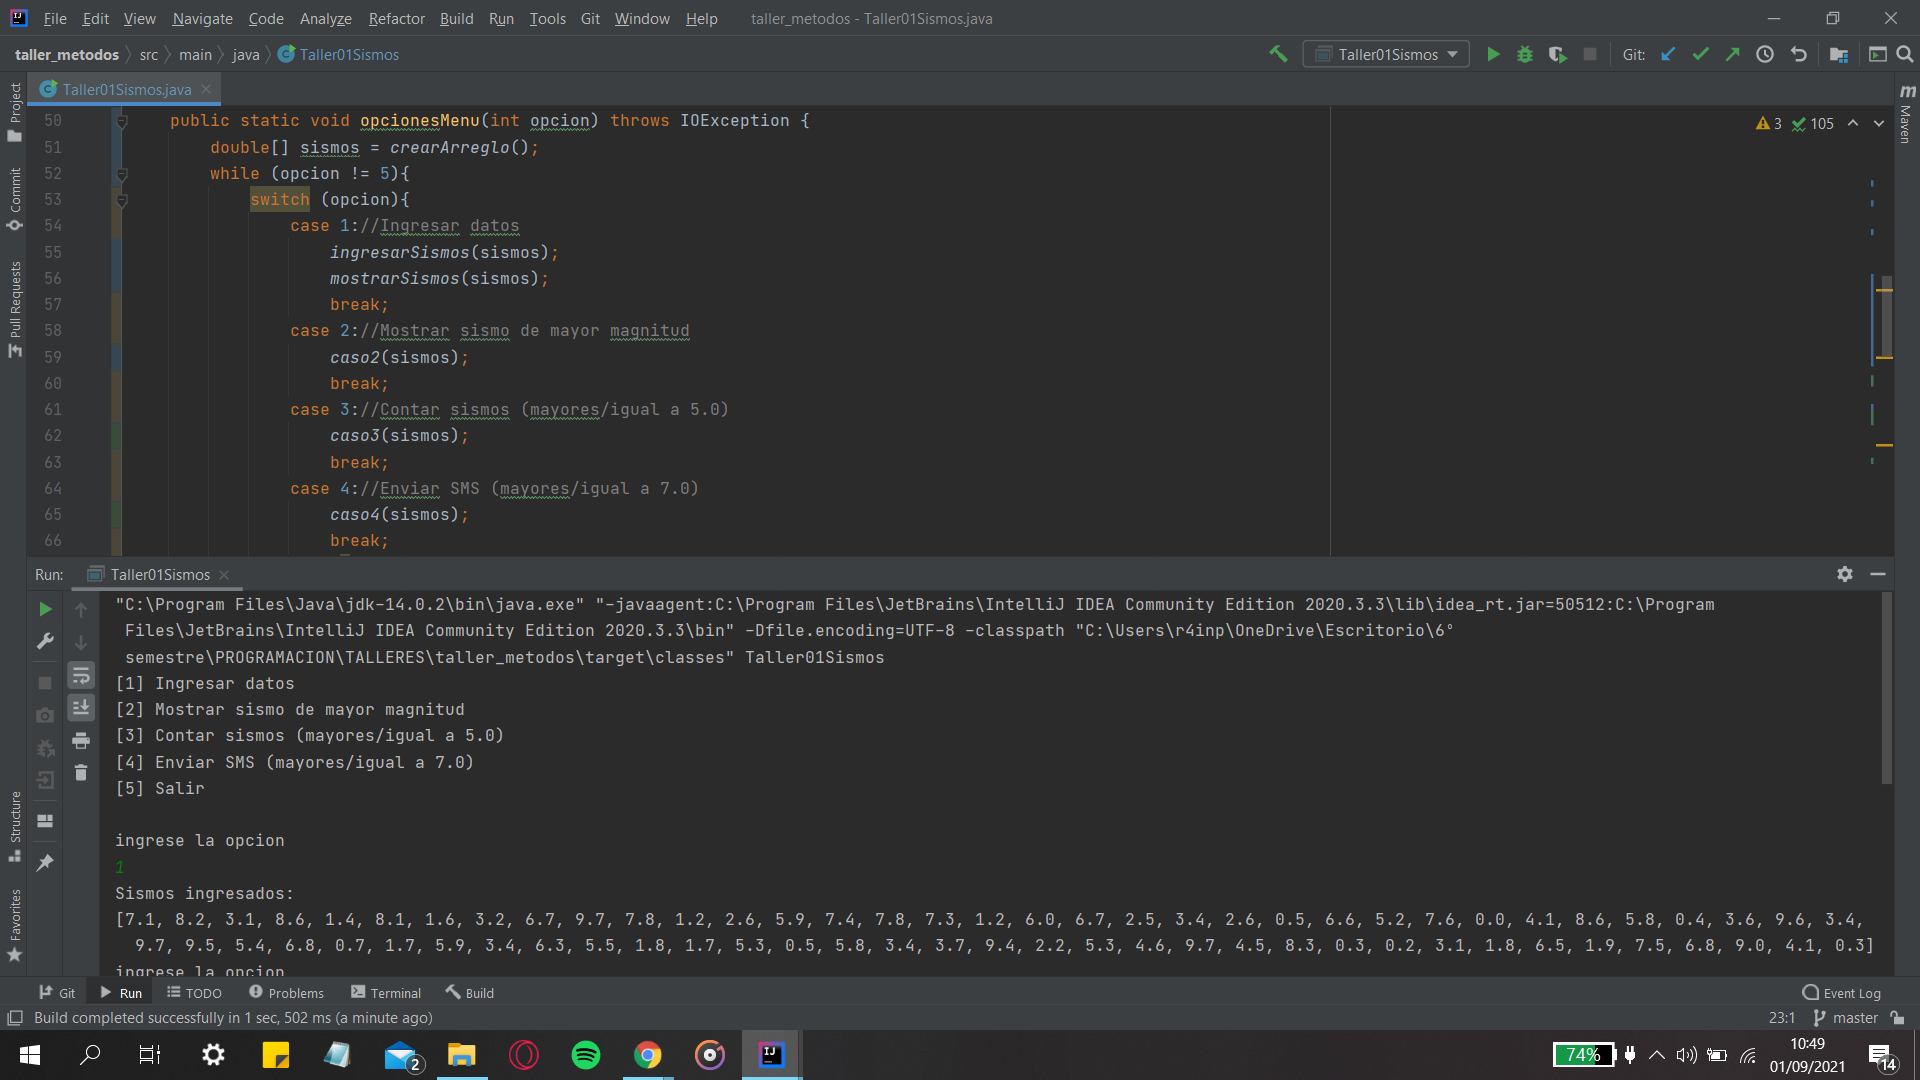 File Edit View Navigate Code Analyze Refactor Build Run Tools Git Window Help taller_metodos - Taller01Sismos.java
taller_metodos src main java Taller01Sismos Taller01Sismos Git:
Taller01Sismos.java
Project
Commit
Pull Requests
Structure
Favorites
Maven
3 105
50 public static void opcionesMenu(int opcion) throws IOException {
51 double[] sismos = crearArreglo();
52 while (opcion != 5){
53 switch (opcion){
54 case 1://Ingresar datos
55 ingresarSismos(sismos);
56 mostrarSismos(sismos);
57 break;
58 case 2://Mostrar sismo de mayor magnitud
59 caso2(sismos);
60 break;
61 case 3://Contar sismos (mayores/igual a 5.0)
62 caso3(sismos);
63 break;
64 case 4://Enviar SMS (mayores/igual a 7.0)
65 caso4(sismos);
66 break;
Run: Taller01Sismos
"C:\Program Files\Java\jdk-14.0.2\bin\java.exe" "-javaagent:C:\Program Files\JetBrains\IntelliJ IDEA Community Edition 2020.3.3\lib\idea_rt.jar=50512:C:\Program
Files\JetBrains\IntelliJ IDEA Community Edition 2020.3.3\bin" -Dfile.encoding=UTF-8 -classpath "C:\Users\r4inp\OneDrive\Escritorio\6°
semestre\PROGRAMACION\TALLERES\taller_metodos\target\classes" Taller01Sismos
[1] Ingresar datos
[2] Mostrar sismo de mayor magnitud
[3] Contar sismos (mayores/igual a 5.0)
[4] Enviar SMS (mayores/igual a 7.0)
[5] Salir
ingrese la opcion
1
Sismos ingresados:
[7.1, 8.2, 3.1, 8.6, 1.4, 8.1, 1.6, 3.2, 6.7, 9.7, 7.8, 1.2, 2.6, 5.9, 7.4, 7.8, 7.3, 1.2, 6.0, 6.7, 2.5, 3.4, 2.6, 0.5, 6.6, 5.2, 7.6, 0.0, 4.1, 8.6, 5.8, 0.4, 3.6, 9.6, 3.4,
9.7, 9.5, 5.4, 6.8, 0.7, 1.7, 5.9, 3.4, 6.3, 5.5, 1.8, 1.7, 5.3, 0.5, 5.8, 3.4, 3.7, 9.4, 2.2, 5.3, 4.6, 9.7, 4.5, 8.3, 0.3, 0.2, 3.1, 1.8, 6.5, 1.9, 7.5, 6.8, 9.0, 4.1, 0.3]
ingrese la opcion
Git Run TODO Problems Terminal Build Event Log
Build completed successfully in 1 sec, 502 ms (a minute ago) 23:1 master
2 74% 10:49
01/09/2021 14